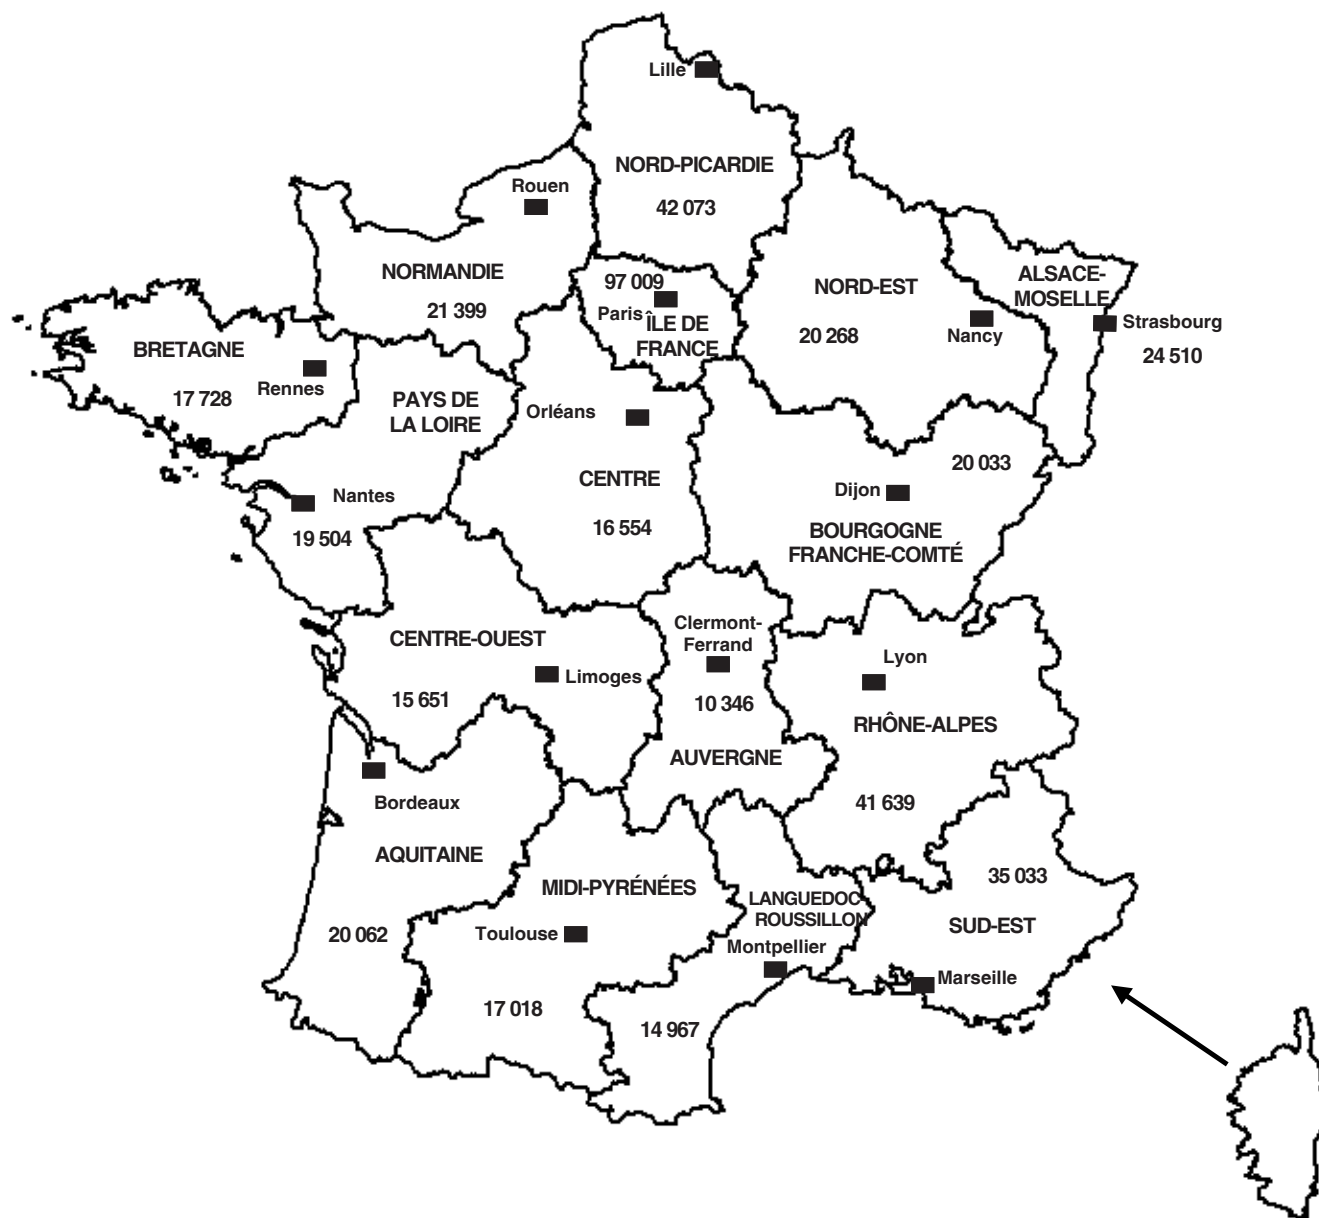 Lille
NORD-PICARDIE
42 073
Rouen
NORMANDIE
21 399
97 009
Paris
ÎLE DE
FRANCE
NORD-EST
20 268
Nancy
ALSACE-
MOSELLE
Strasbourg
24 510
BRETAGNE
17 728
Rennes
PAYS DE
LA LOIRE
Nantes
19 504
Orléans
CENTRE
16 554
20 033
Dijon
BOURGOGNE
FRANCHE-COMTÉ
CENTRE-OUEST
Limoges
15 651
Clermont-
Ferrand
10 346
AUVERGNE
Lyon
RHÔNE-ALPES
41 639
Bordeaux
AQUITAINE
20 062
MIDI-PYRÉNÉES
Toulouse
17 018
LANGUEDOC
ROUSSILLON
Montpellier
14 967
35 033
SUD-EST
Marseille